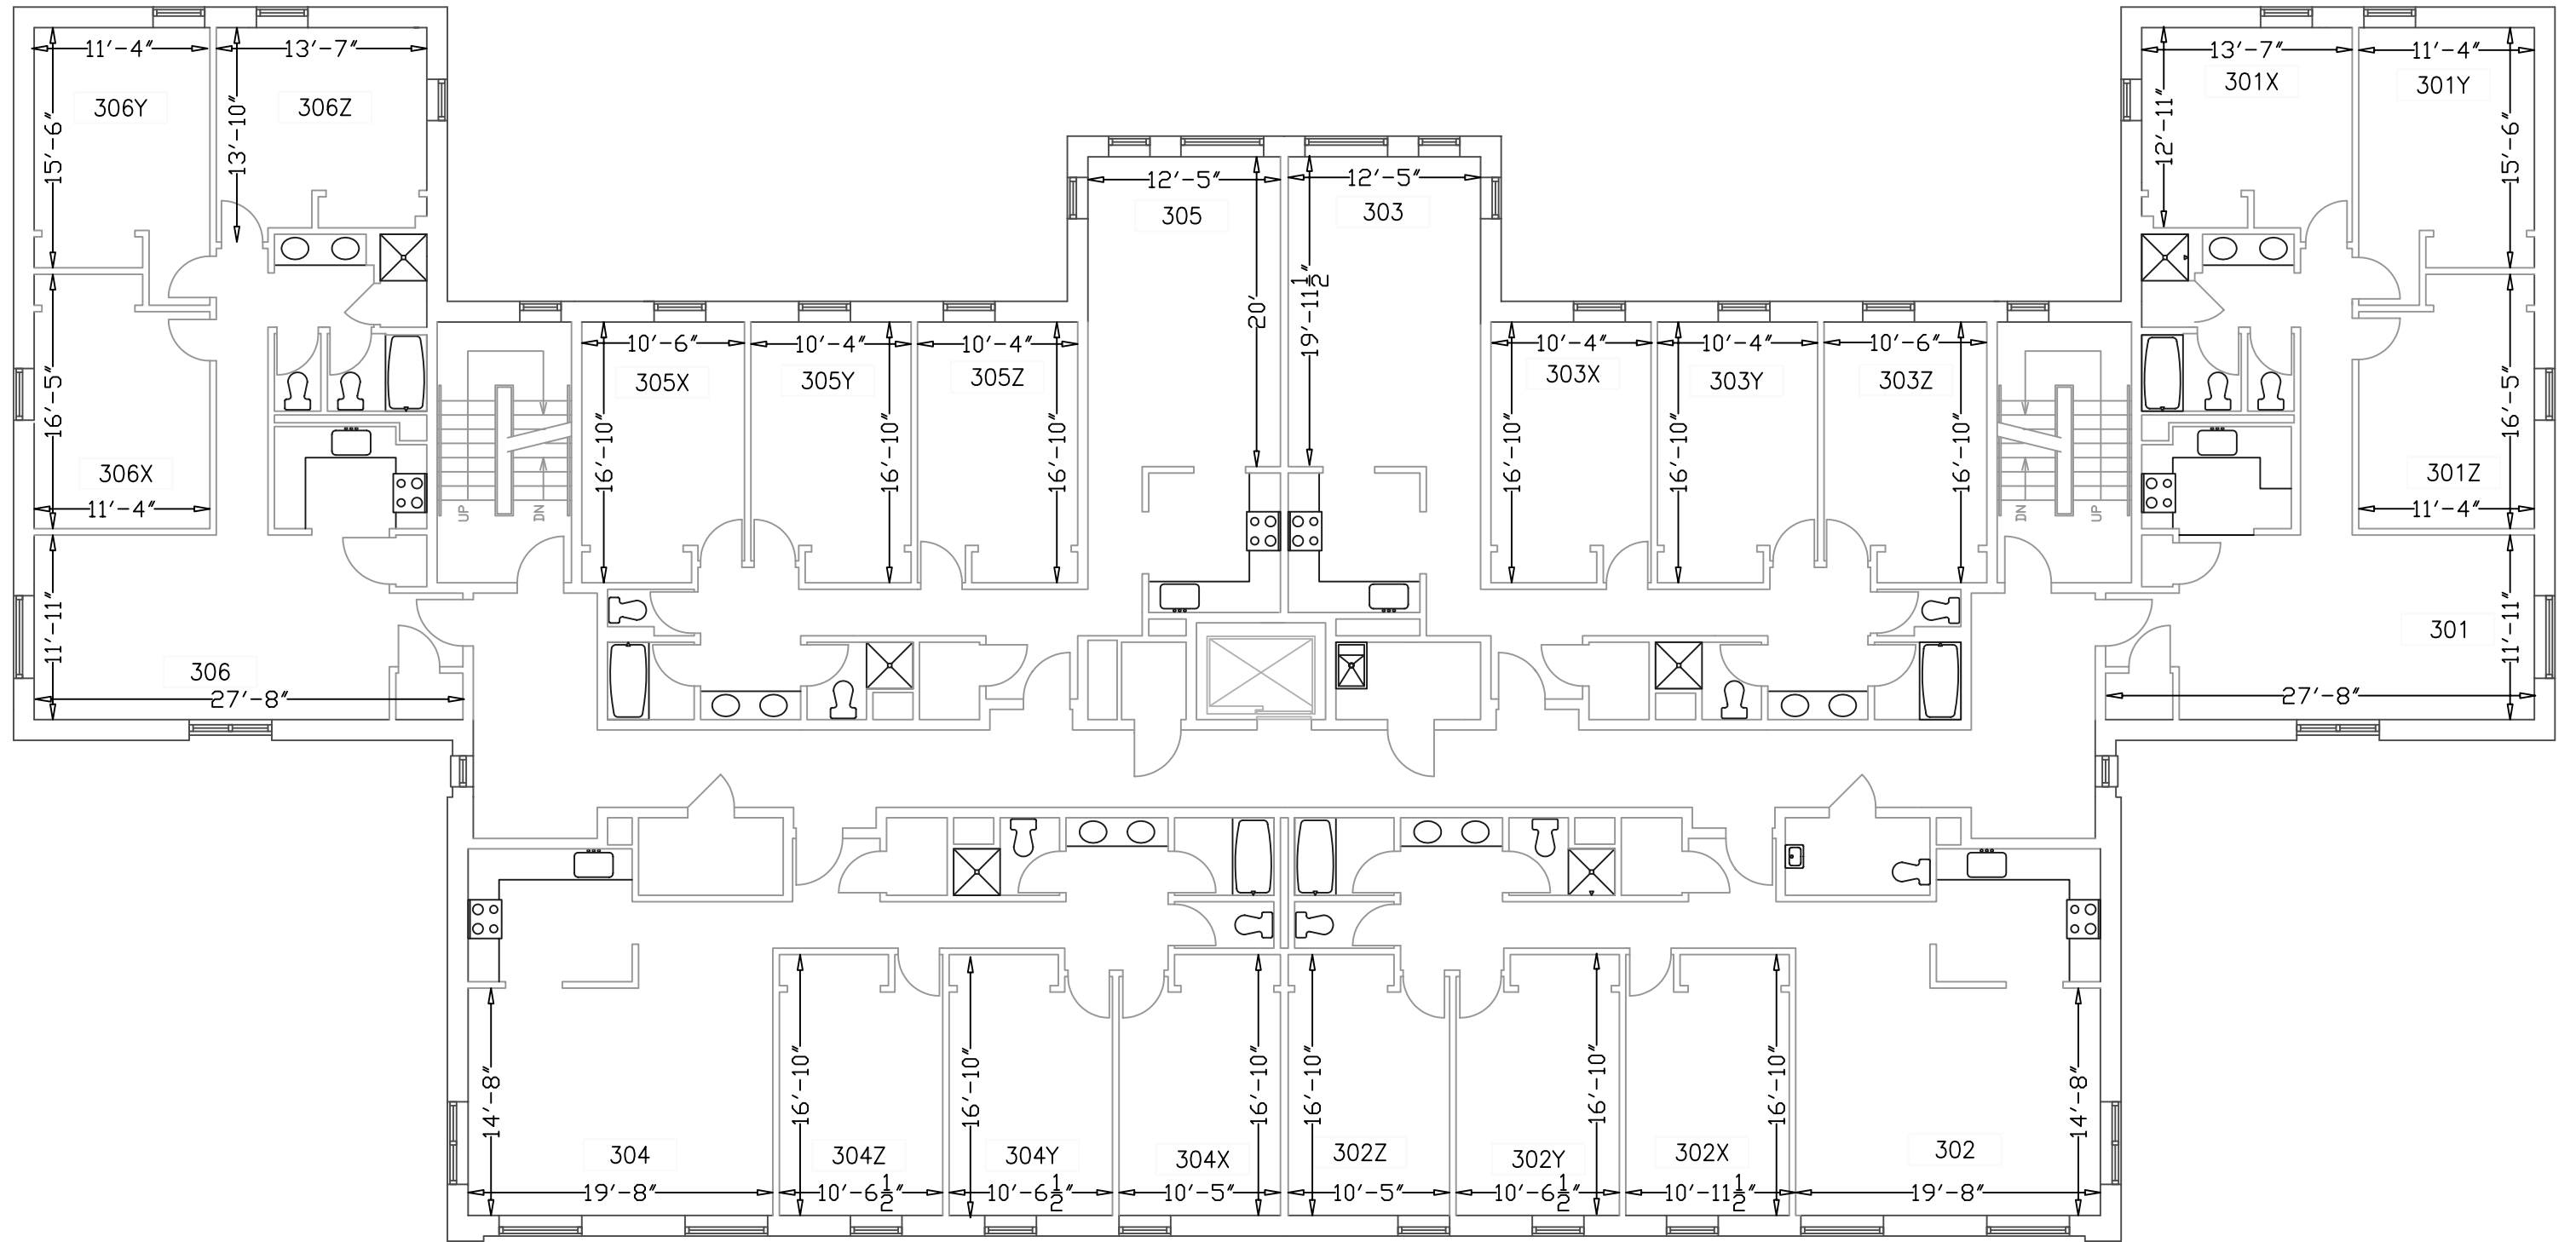 11'-4"
13'-7"
306Y
306Z
15'-6"
13'-10"
16'-5"
306X
11'-4"
11'-11"
306
27'-8"
UP
DN
10'-6"
10'-4"
10'-4"
305X
305Y
305Z
16'-10"
16'-10"
16'-10"
12'-5"
305
20'
12'-5"
303
19'-11 1/2"
10'-4"
10'-4"
10'-6"
303X
303Y
303Z
16'-10"
16'-10"
16'-10"
DN
UP
13'-7"
11'-4"
301X
301Y
12'-11"
15'-6"
16'-5"
301Z
11'-4"
301
11'-11"
27'-8"
14'-8"
304
19'-8"
16'-10"
304Z
10'-6 1/2"
16'-10"
304Y
10'-6 1/2"
16'-10"
304X
10'-5"
16'-10"
302Z
10'-5"
16'-10"
302Y
10'-6 1/2"
16'-10"
302X
10'-11 1/2"
14'-8"
302
19'-8"